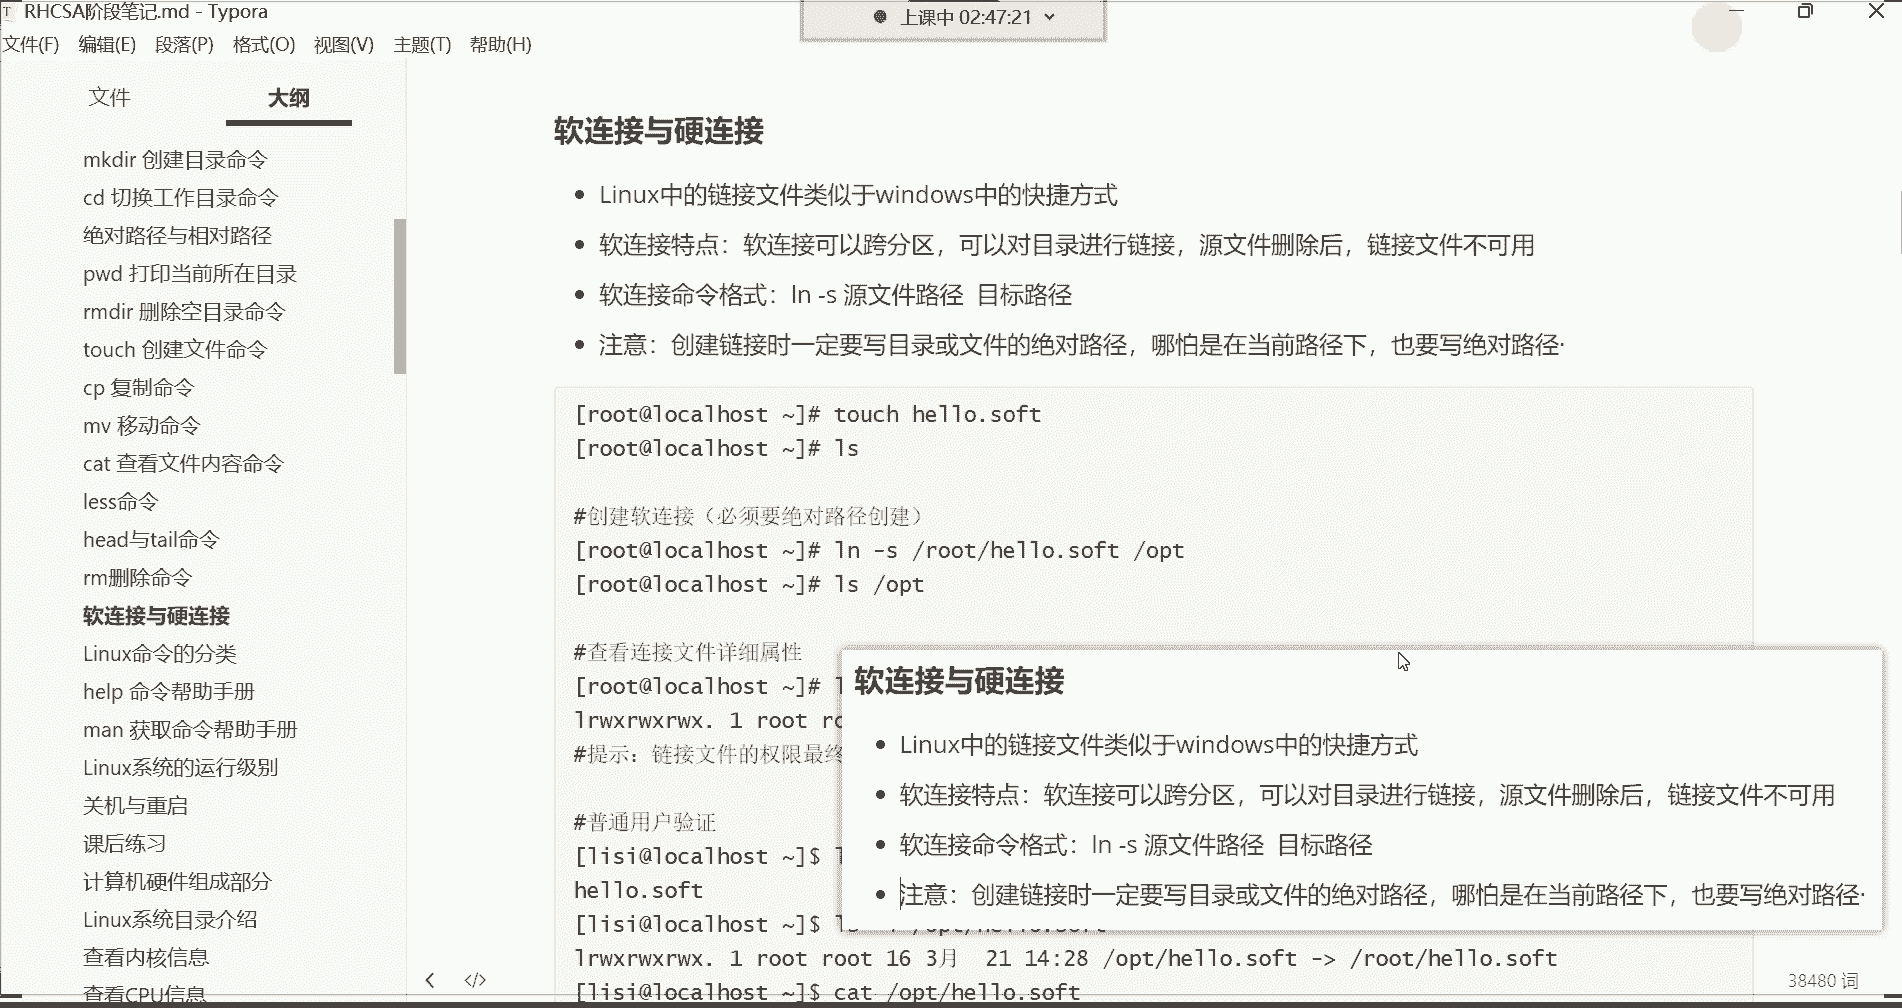 RHCSA阶段笔记.md - Typora
上课中 02:47:21
文件(F) 编辑(E) 段落(P) 格式(O) 视图(V) 主题(T) 帮助(H)
文件 大纲
mkdir 创建目录命令
cd 切换工作目录命令
绝对路径与相对路径
pwd 打印当前所在目录
rmdir 删除空目录命令
touch 创建文件命令
cp 复制命令
mv 移动命令
cat 查看文件内容命令
less命令
head与tail命令
rm删除命令
软连接与硬连接
Linux命令的分类
help 命令帮助手册
man 获取命令帮助手册
Linux系统的运行级别
关机与重启
课后练习
计算机硬件组成部分
Linux系统目录介绍
查看内核信息
查看CPU信息
软连接与硬连接
Linux中的链接文件类似于windows中的快捷方式
软连接特点：软连接可以跨分区，可以对目录进行链接，源文件删除后，链接文件不可用
软连接命令格式：ln -s 源文件路径 目标路径
注意：创建链接时一定要写目录或文件的绝对路径，哪怕是在当前路径下，也要写绝对路径·
[root@localhost ~]# touch hello.soft
[root@localhost ~]# ls
#创建软连接（必须要绝对路径创建）
[root@localhost ~]# ln -s /root/hello.soft /opt
[root@localhost ~]# ls /opt
#查看连接文件详细属性
[root@localhost ~]#
lrwxrwxrwx. 1 root
#提示：链接文件的权限最终
#普通用户验证
[lisi@localhost ~]$
hello.soft
[lisi@localhost ~]$
lrwxrwxrwx. 1 root root 16 3月 21 14:28 /opt/hello.soft -> /root/hello.soft
[lisi@localhost ~]$ cat /opt/hello.soft
软连接与硬连接
Linux中的链接文件类似于windows中的快捷方式
软连接特点：软连接可以跨分区，可以对目录进行链接，源文件删除后，链接文件不可用
软连接命令格式：ln -s 源文件路径 目标路径
注意：创建链接时一定要写目录或文件的绝对路径，哪怕是在当前路径下，也要写绝对路径·
38480 词